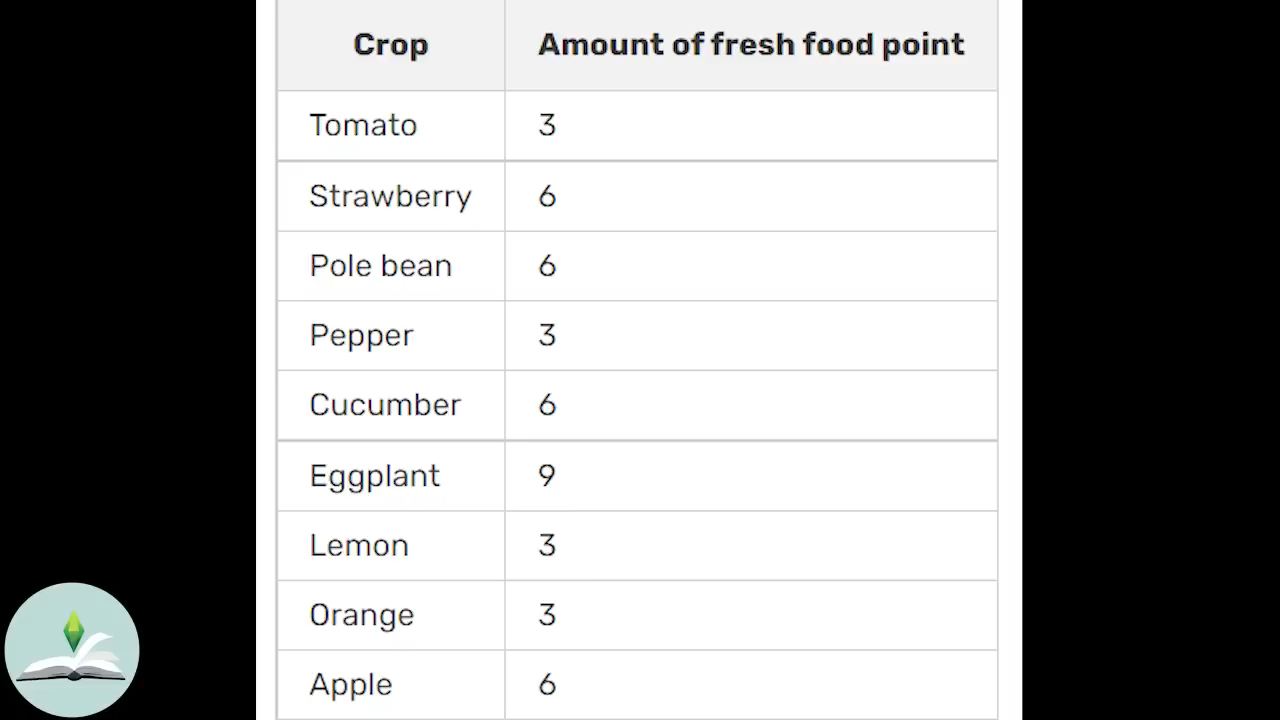 Crop Amount of fresh food point
Tomato 3
Strawberry 6
Pole bean 6
Pepper 3
Cucumber 6
Eggplant 9
Lemon 3
Orange 3
Apple 6